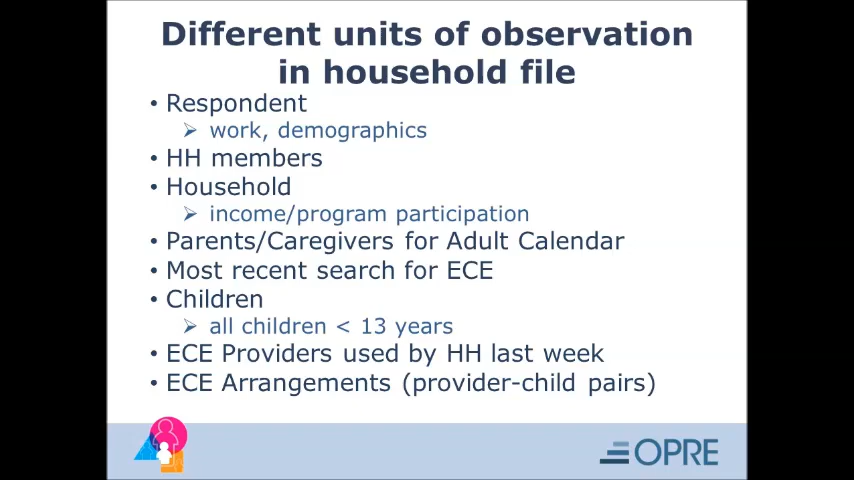 Different units of observation
in household file
• Respondent
➢ work, demographics
• HH members
• Household
➢ income/program participation
• Parents/Caregivers for Adult Calendar
• Most recent search for ECE
• Children
➢ all children < 13 years
• ECE Providers used by HH last week
• ECE Arrangements (provider-child pairs)
OPRE